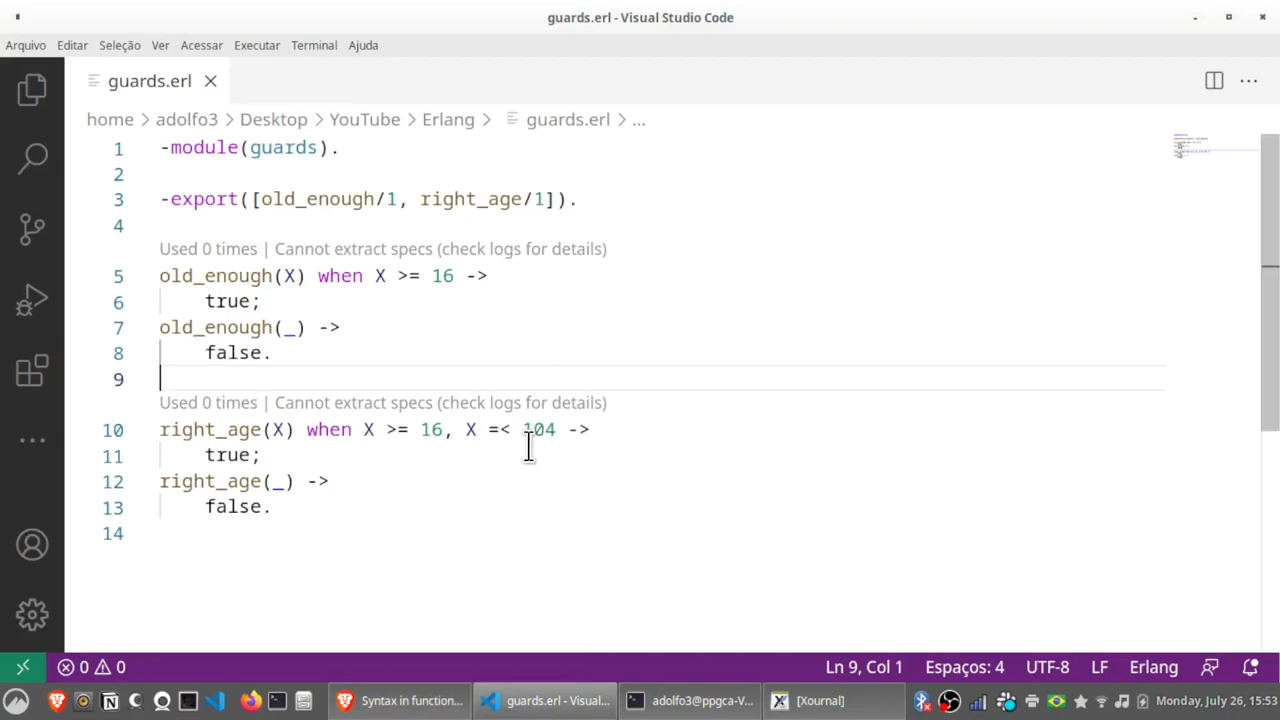 guards.erl - Visual Studio Code
Arquivo Editar Seleção Ver Acessar Executar Terminal Ajuda
guards.erl
home > adolfo3 > Desktop > YouTube > Erlang > guards.erl > ...
1 -module(guards).
2
3 -export([old_enough/1, right_age/1]).
4
Used 0 times | Cannot extract specs (check logs for details)
5 old_enough(X) when X >= 16 ->
6 true;
7 old_enough(_) ->
8 false.
9
Used 0 times | Cannot extract specs (check logs for details)
10 right_age(X) when X >= 16, X =< 104 ->
11 true;
12 right_age(_) ->
13 false.
14
0 0 Ln 9, Col 1 Espaços: 4 UTF-8 LF Erlang
Syntax in function... guards.erl - Visual... adolfo3@ppgca-V... [Xournal] Monday, July 26, 15:53